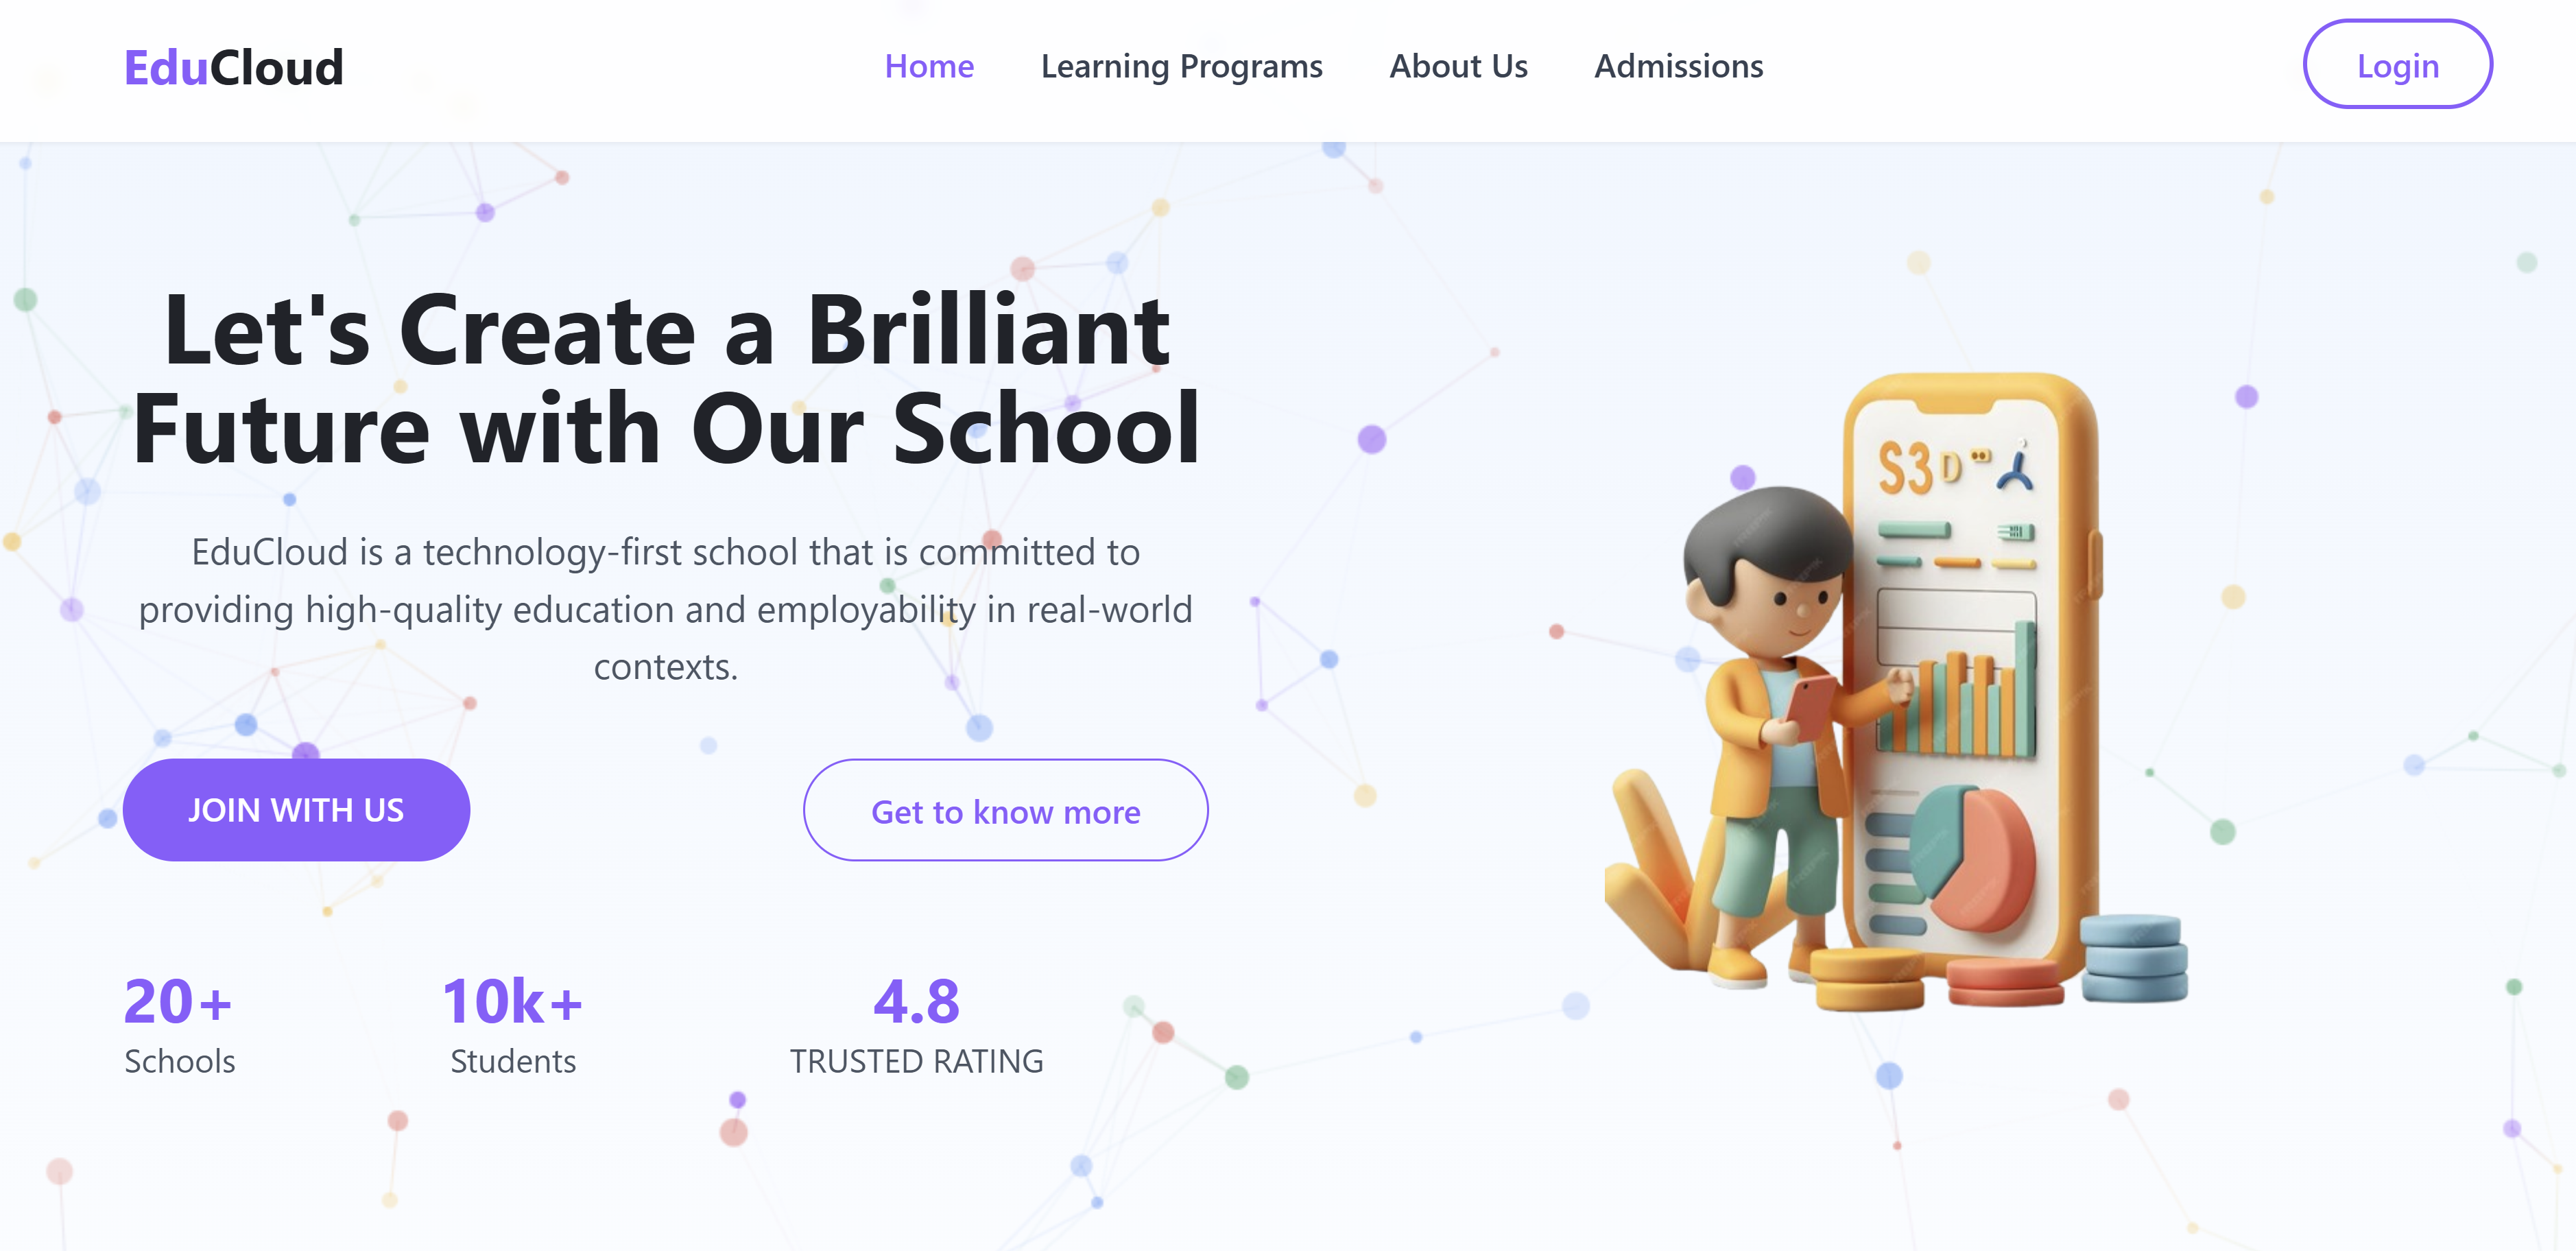 EduCloud
Home
Learning Programs
About Us
Admissions
Login
Let's Create a Brilliant
Future with Our School
EduCloud is a technology-first school that is committed to
providing high-quality education and employability in real-world
contexts.
JOIN WITH US
Get to know more
20+
Schools
10k+
Students
4.8
TRUSTED RATING
S3D